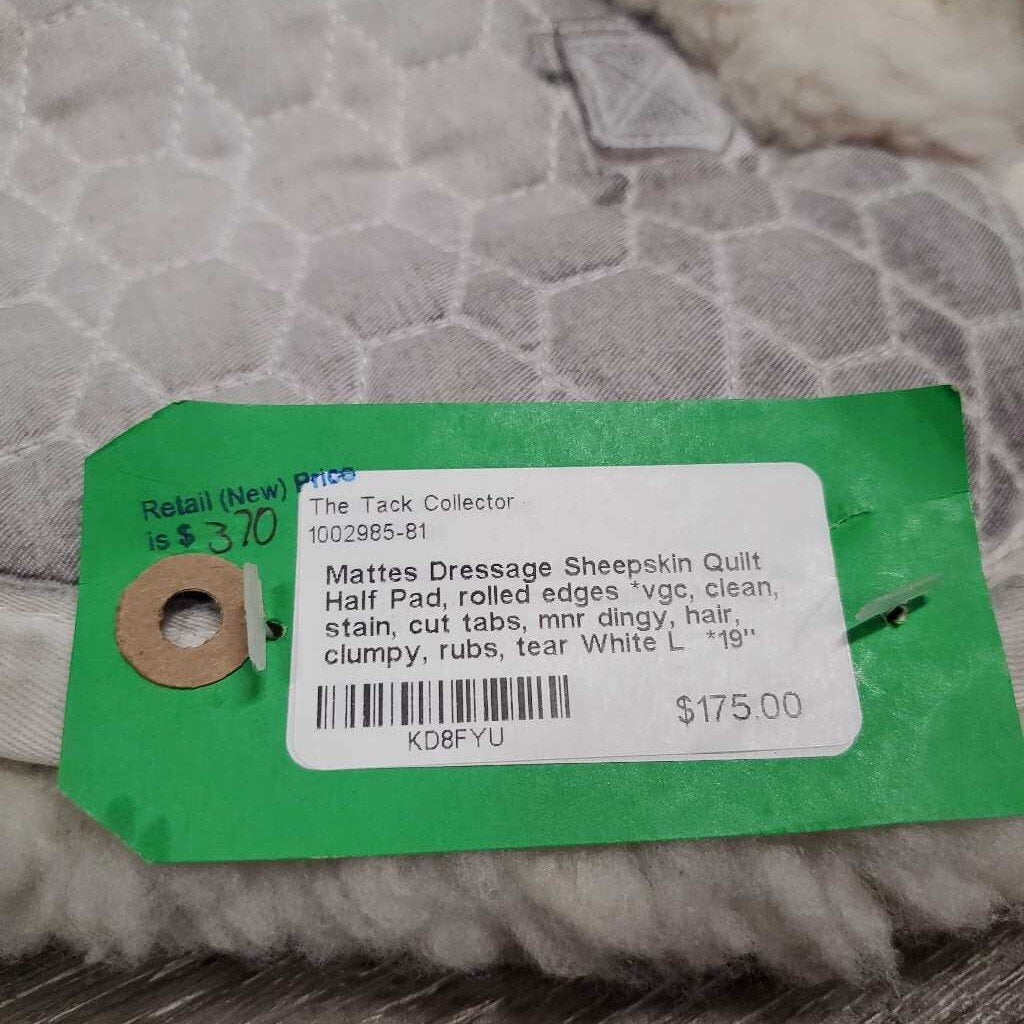 Retail (New) Price
is $ 370
The Tack Collector
1002985-81
Mattes Dressage Sheepskin Quilt
Half Pad, rolled edges *vgc, clean,
stain, cut tabs, mnr dingy, hair,
clumpy, rubs, tear White L *19"
KD8FYU
$175.00